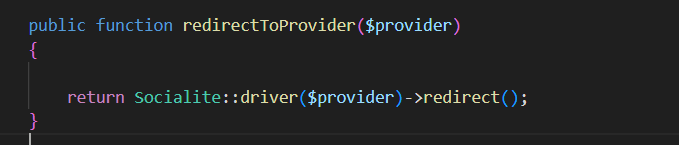 public function redirectToProvider($provider)
{
return Socialite::driver($provider)->redirect();
}